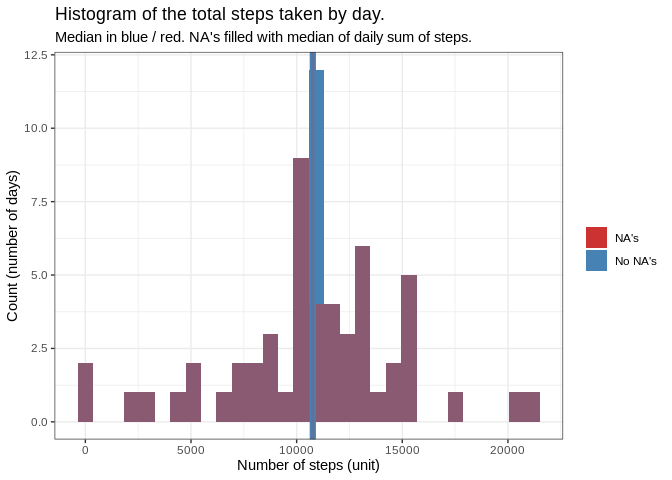 Histogram of the total steps taken by day.
Median in blue / red. NA's filled with median of daily sum of steps.
12.5
10.0
7.5
5.0
2.5
0.0
Count (number of days)
0 5000 10000 15000 20000
Number of steps (unit)
NA's
No NA's